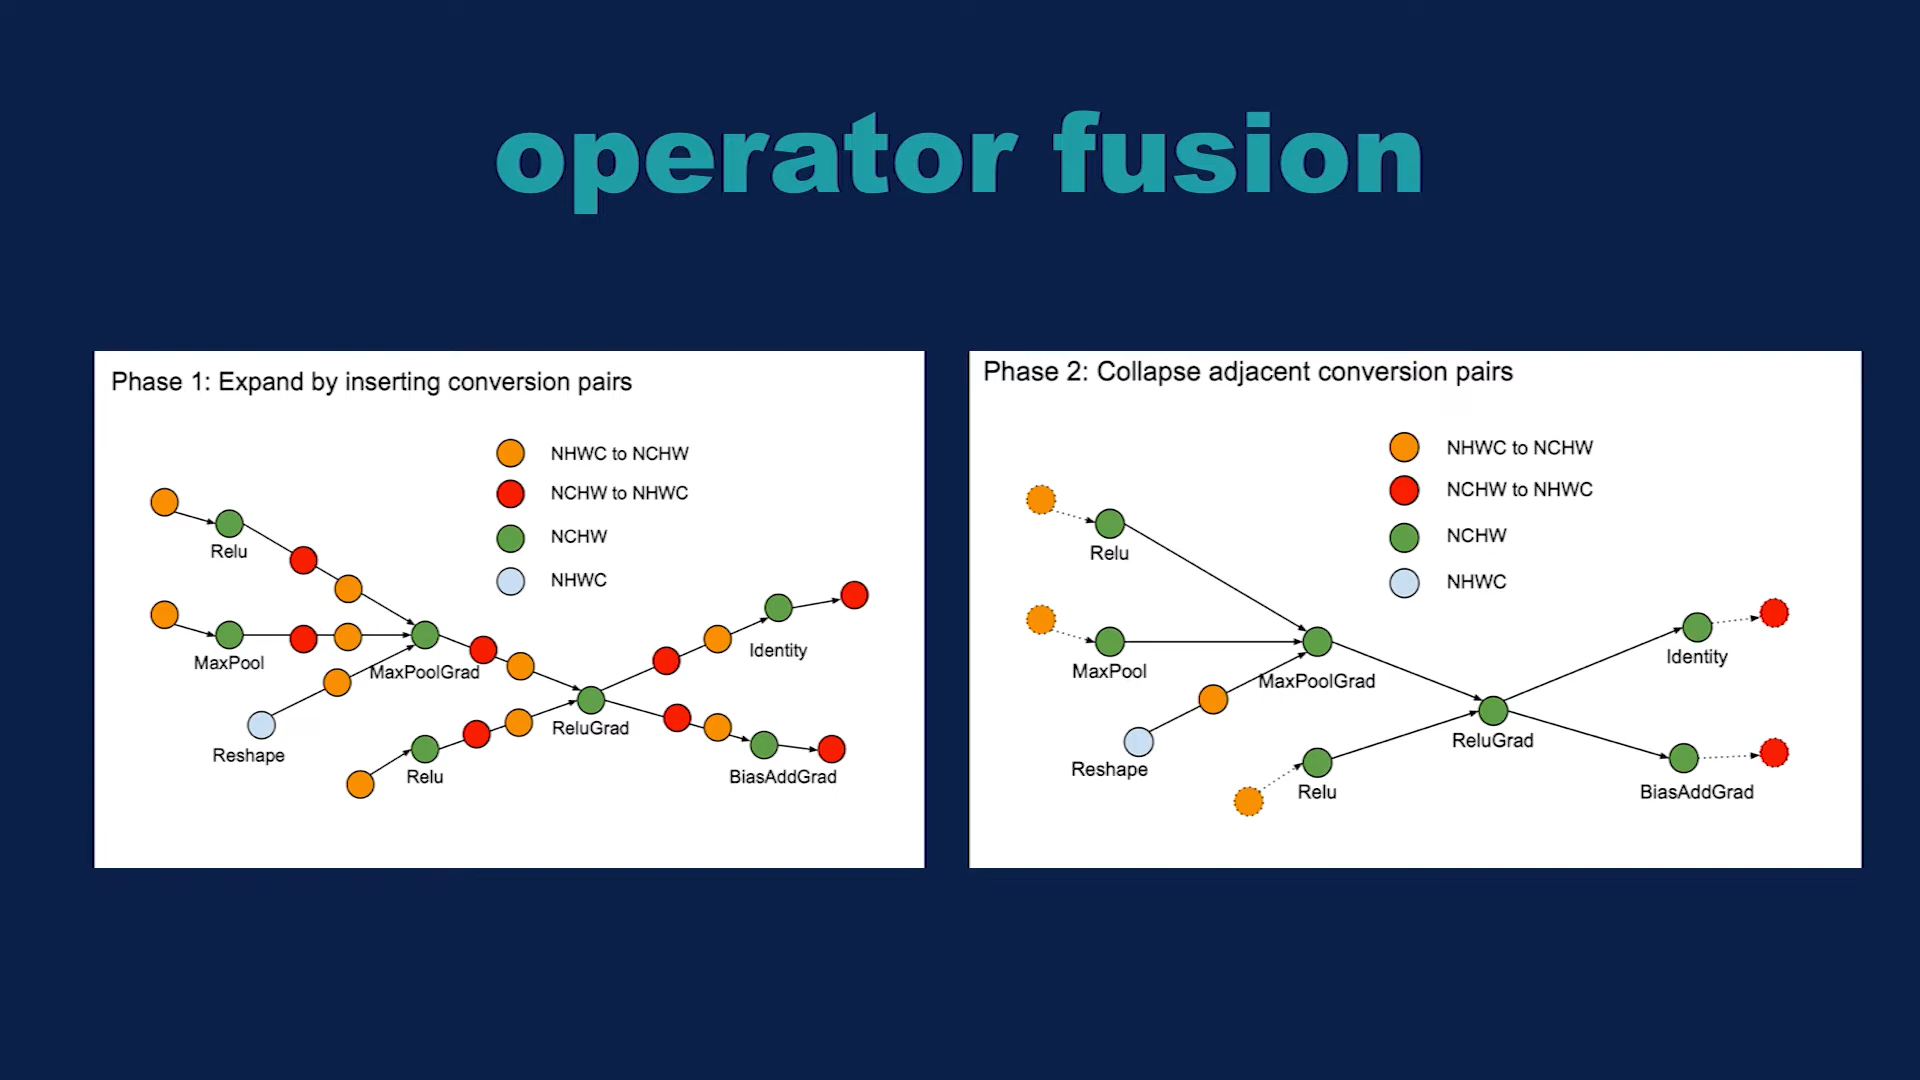 operator fusion
Phase 1: Expand by inserting conversion pairs
NHWC to NCHW
NCHW to NHWC
NCHW
NHWC
Relu
MaxPool
MaxPoolGrad
Reshape
Relu
ReluGrad
Identity
BiasAddGrad
Phase 2: Collapse adjacent conversion pairs
NHWC to NCHW
NCHW to NHWC
NCHW
NHWC
Relu
MaxPool
MaxPoolGrad
Reshape
Relu
ReluGrad
Identity
BiasAddGrad